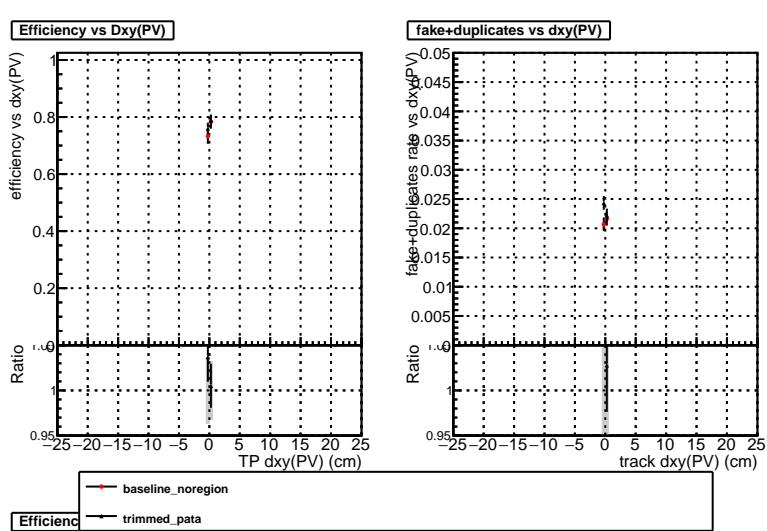 Efficiency vs Dxy(PV)
efficiency vs dxy(PV)
1
0.8
0.6
0.4
0.2
Ratio
1
0.95
−25 −20 −15 −10 −5 0 5 10 15 20 25
TP dxy(PV) (cm)
fake+duplicates vs dxy(PV)
fake+duplicates rate vs dxy(PV)
0.05
0.045
0.04
0.035
0.03
0.025
0.02
0.015
0.01
0.005
0
Ratio
1
0.95
−25 −20 −15 −10 −5 0 5 10 15 20 25
track dxy(PV) (cm)
baseline_noregion
trimmed_pata
Efficienc